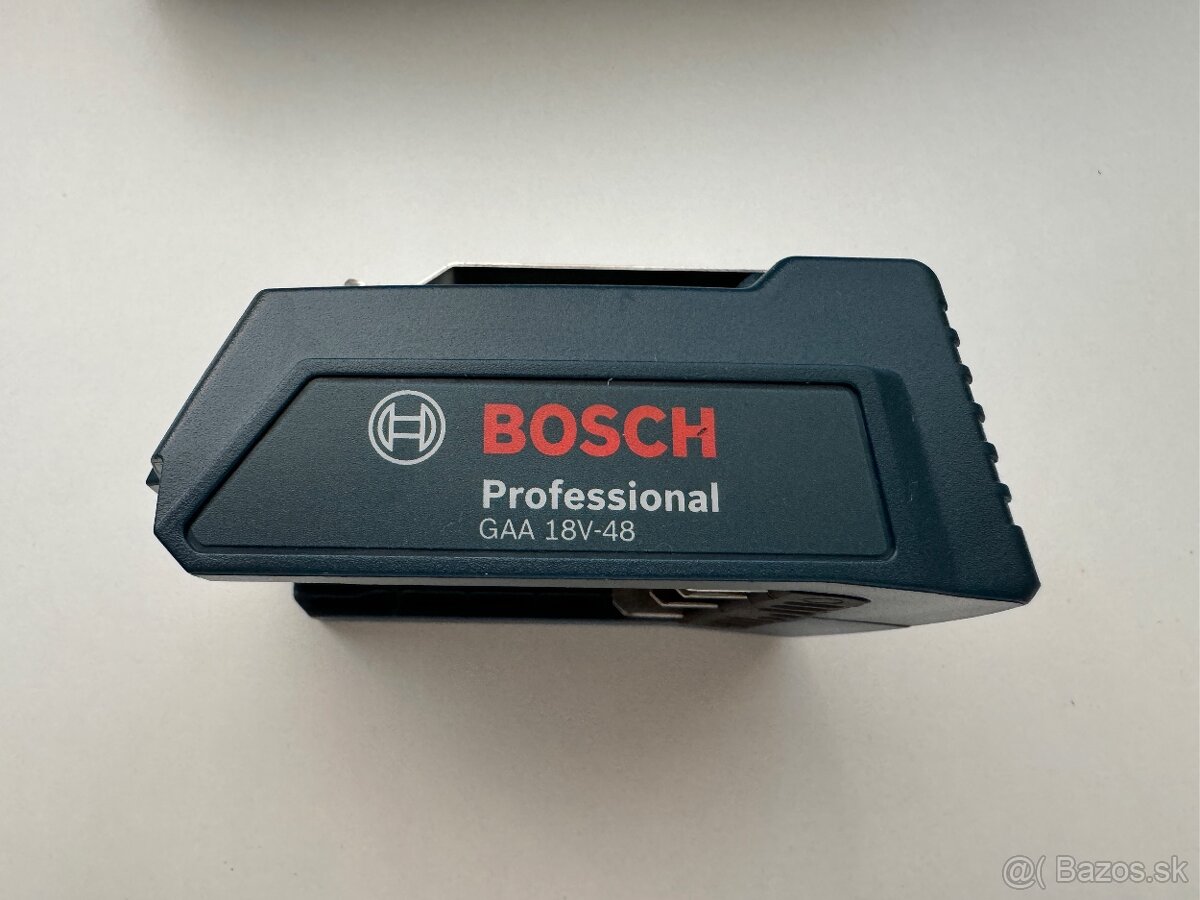 BOSCH
Professional
GAA 18V-48
@( Bazos.sk